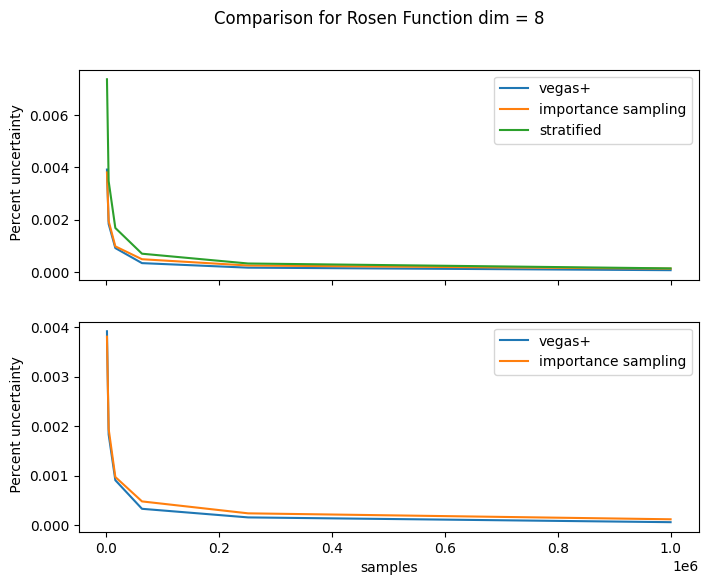 Comparison for Rosen Function dim = 8
Percent uncertainty
0.006
0.004
0.002
0.000
vegas+
importance sampling
stratified
Percent uncertainty
0.004
0.003
0.002
0.001
0.000
vegas+
importance sampling
0.0 0.2 0.4 0.6 0.8 1.0
1e6
samples